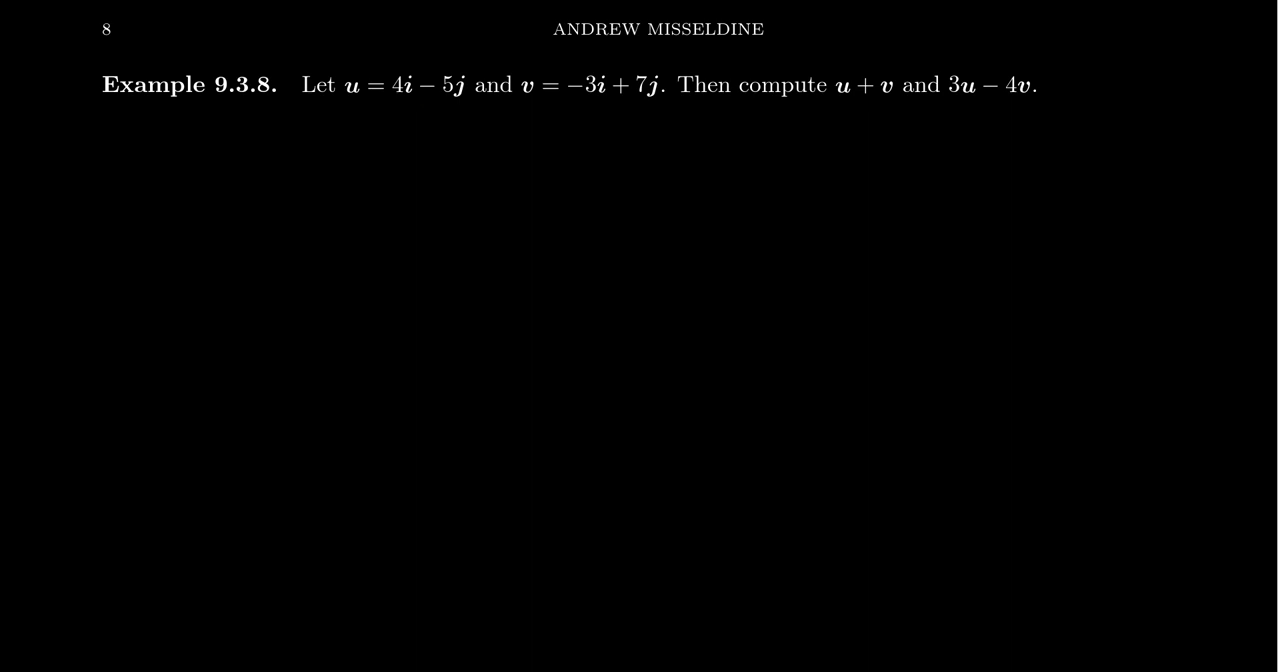 8 ANDREW MISSELDINE
Example 9.3.8. Let u = 4i − 5j and v = −3i + 7j. Then compute u + v and 3u − 4v.